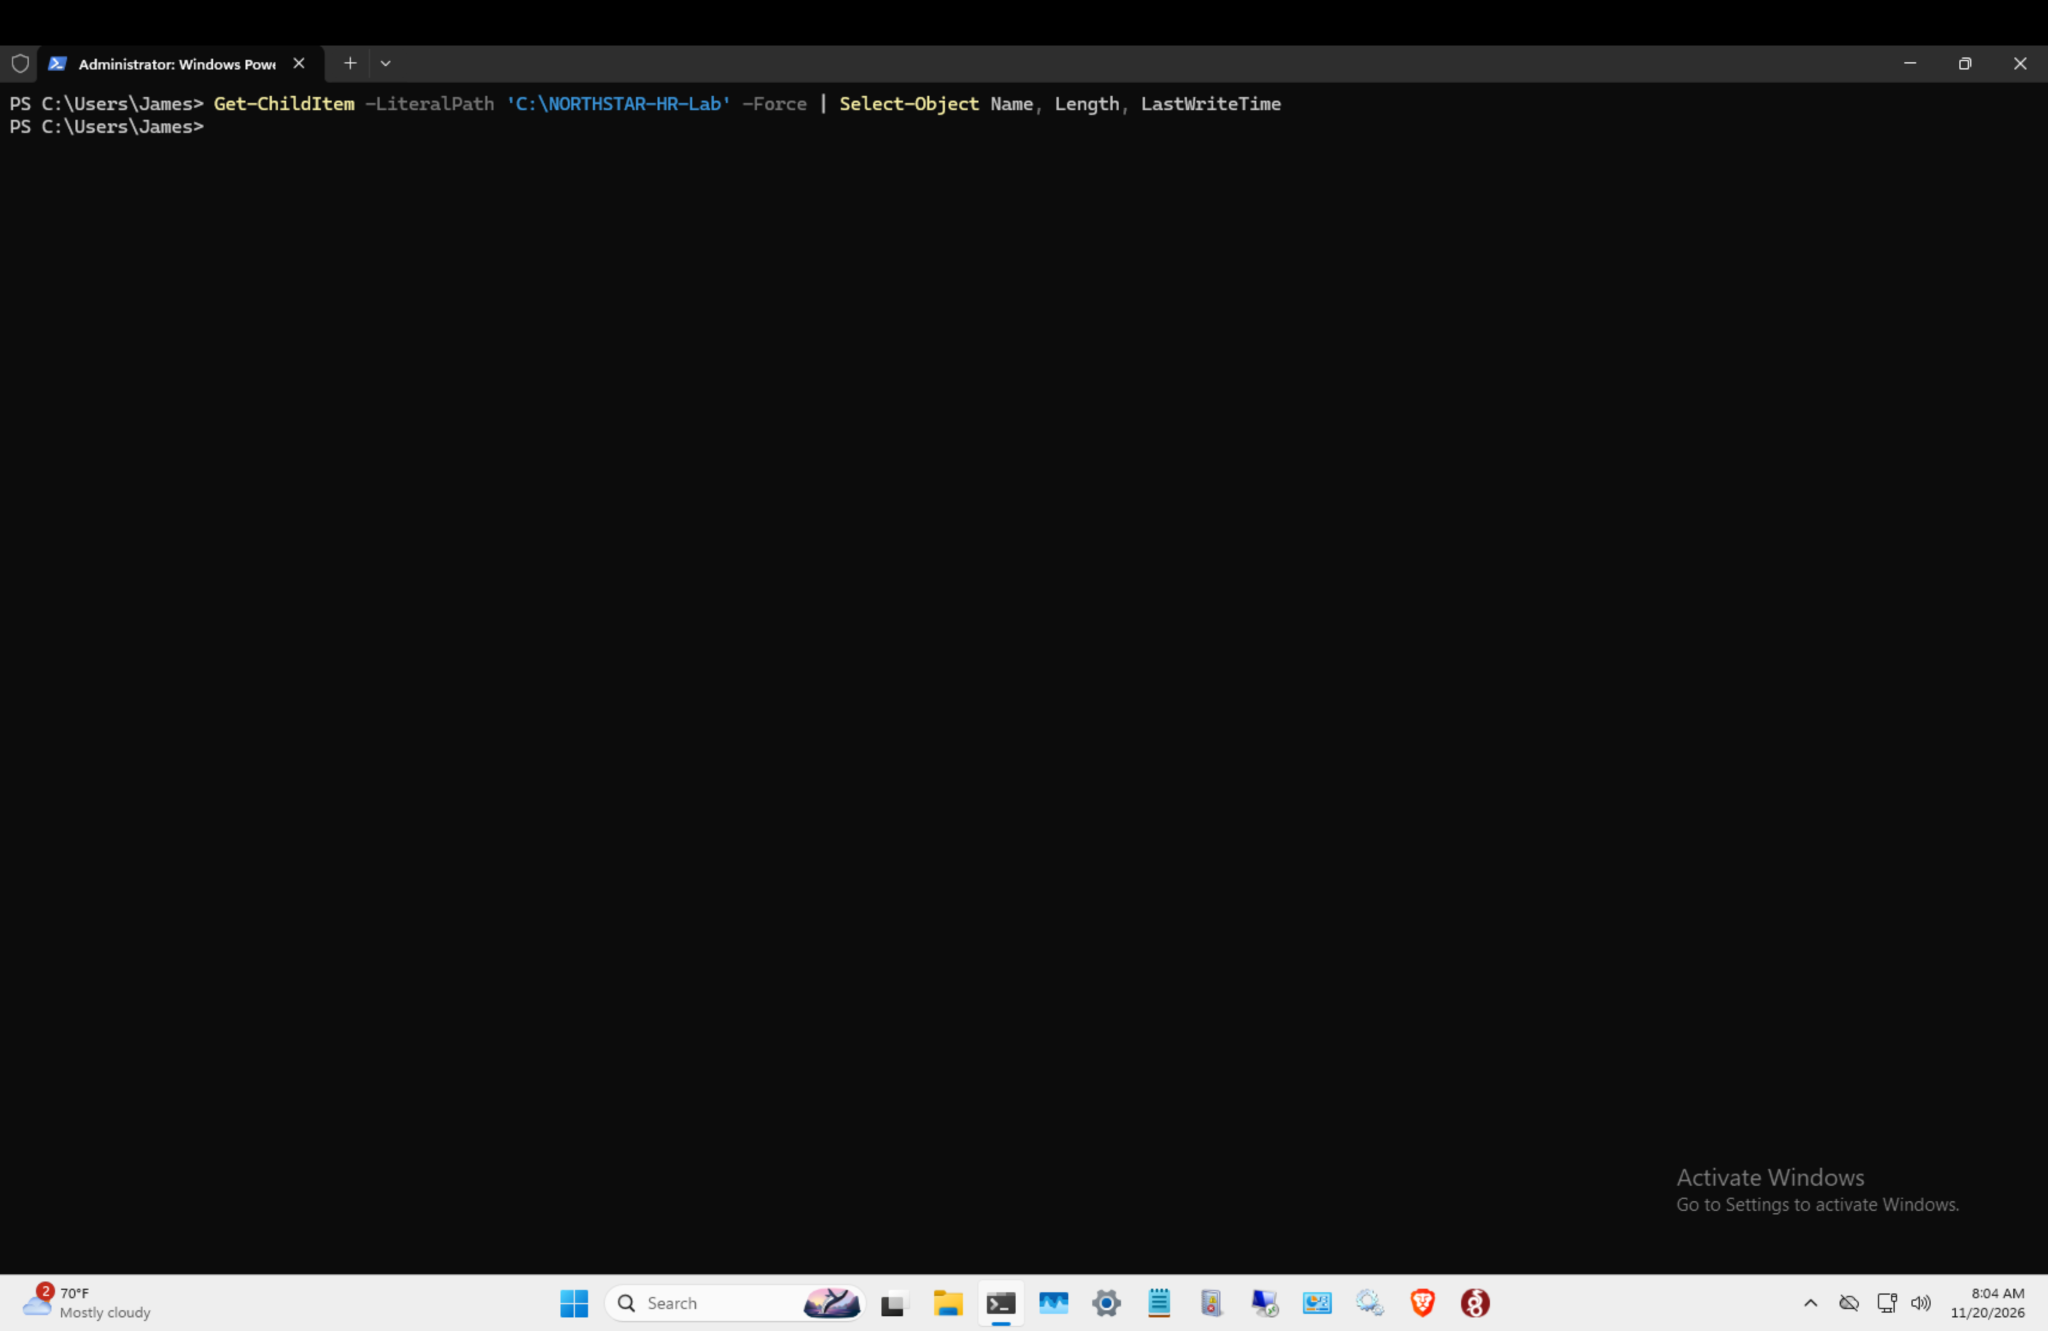 Administrator: Windows Powe
PS C:\Users\James> Get-ChildItem -LiteralPath 'C:\NORTHSTAR-HR-Lab' -Force | Select-Object Name, Length, LastWriteTime
PS C:\Users\James>
Activate Windows
Go to Settings to activate Windows.
2
70°F
Mostly cloudy
Search
8:04 AM
11/20/2026